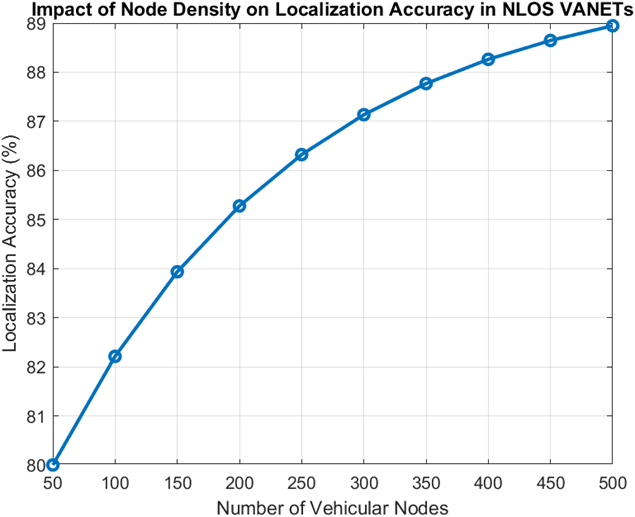 Impact of Node Density on Localization Accuracy in NLOS VANETs
Localization Accuracy (%)
89
88
87
86
85
84
83
82
81
80
50 100 150 200 250 300 350 400 450 500
Number of Vehicular Nodes